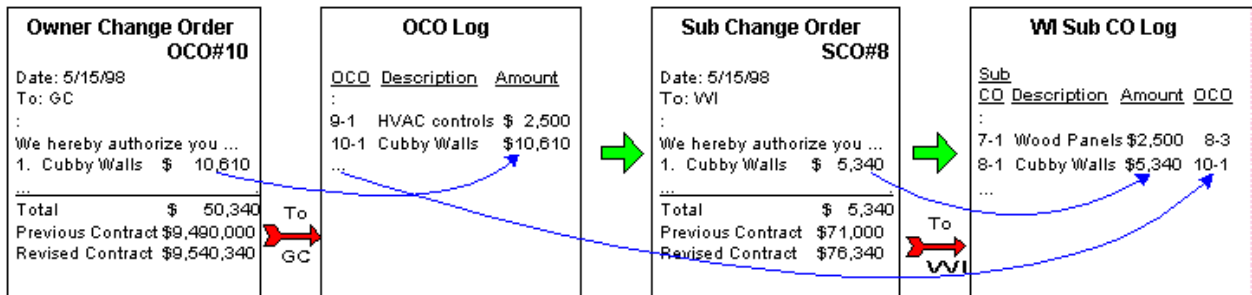 Owner Change Order
OCO#10
Date: 5/15/98
To: GC
:
We hereby authorize you ...
1. Cubby Walls $ 10,610
...
Total $ 50,340
Previous Contract $9,490,000
Revised Contract $9,540,340
To
GC
OCO Log
OCO Description Amount
:
9-1 HVAC controls $ 2,500
10-1 Cubby Walls $10,610
...
Sub Change Order
SCO#8
Date: 5/15/98
To: WI
:
We hereby authorize you ...
1. Cubby Walls $ 5,340
...
Total $ 5,340
Previous Contract $71,000
Revised Contract $76,340
To
WI
WI Sub CO Log
Sub
CO Description Amount OCO
:
7-1 Wood Panels $2,500 8-3
8-1 Cubby Walls $5,340 10-1
...